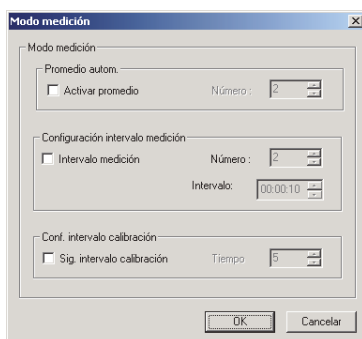 Modo medición
Modo medición
Promedio autom.
Activar promedio Número : 2
Configuración intervalo medición
Intervalo medición Número : 2
Intervalo: 00:00:10
Conf. intervalo calibración
Sig. intervalo calibración Tiempo 5
OK Cancelar